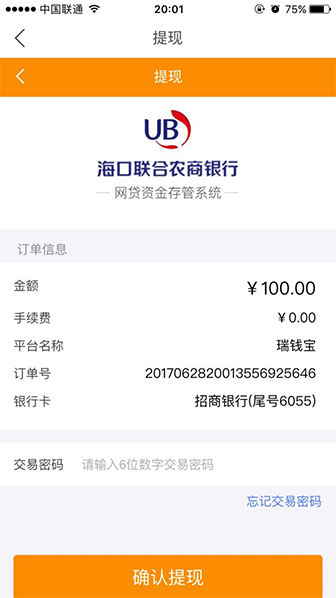 中国联通 20:01 75%
提现
提现
UB
海口联合农商银行
网贷资金存管系统
订单信息
金额 ￥100.00
手续费 ￥0.00
平台名称 瑞钱宝
订单号 2017062820013556925646
银行卡 招商银行(尾号6055)
交易密码 请输入6位数字交易密码
忘记交易密码
确认提现